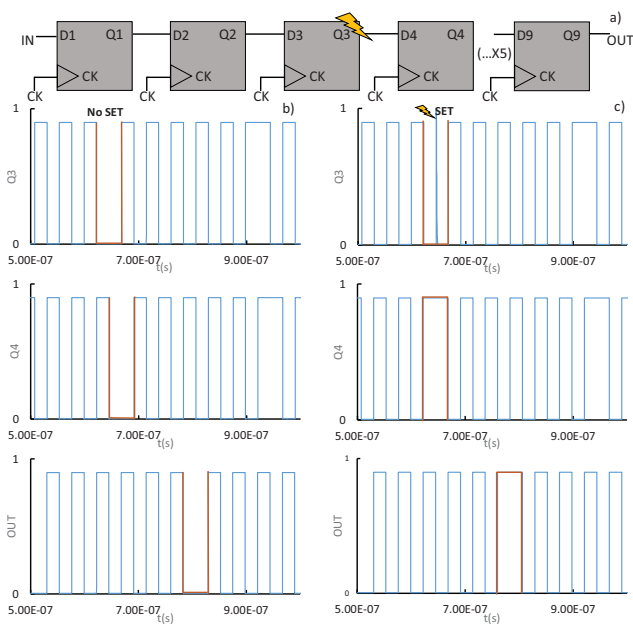 a)
IN D1 Q1 D2 Q2 D3 Q3 D4 Q4 D9 Q9 OUT
(...X5)
CK CK CK CK CK
CK CK CK CK CK
b)
No SET
1
Q3
0
5.00E-07 7.00E-07 9.00E-07
t(s)
1
Q4
0
5.00E-07 7.00E-07 9.00E-07
t(s)
1
OUT
0
5.00E-07 7.00E-07 9.00E-07
t(s)
c)
SET
1
Q3
0
5.00E-07 7.00E-07 9.00E-07
t(s)
1
Q4
0
5.00E-07 7.00E-07 9.00E-07
t(s)
1
OUT
0
5.00E-07 7.00E-07 9.00E-07
t(s)